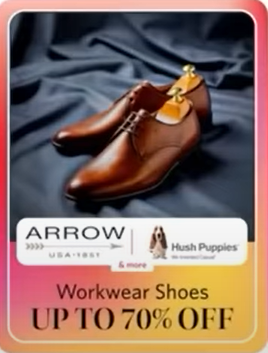 ARROW
USA-1851
Hush Puppies
We invented Casual
& more
Workwear Shoes
UP TO 70% OFF